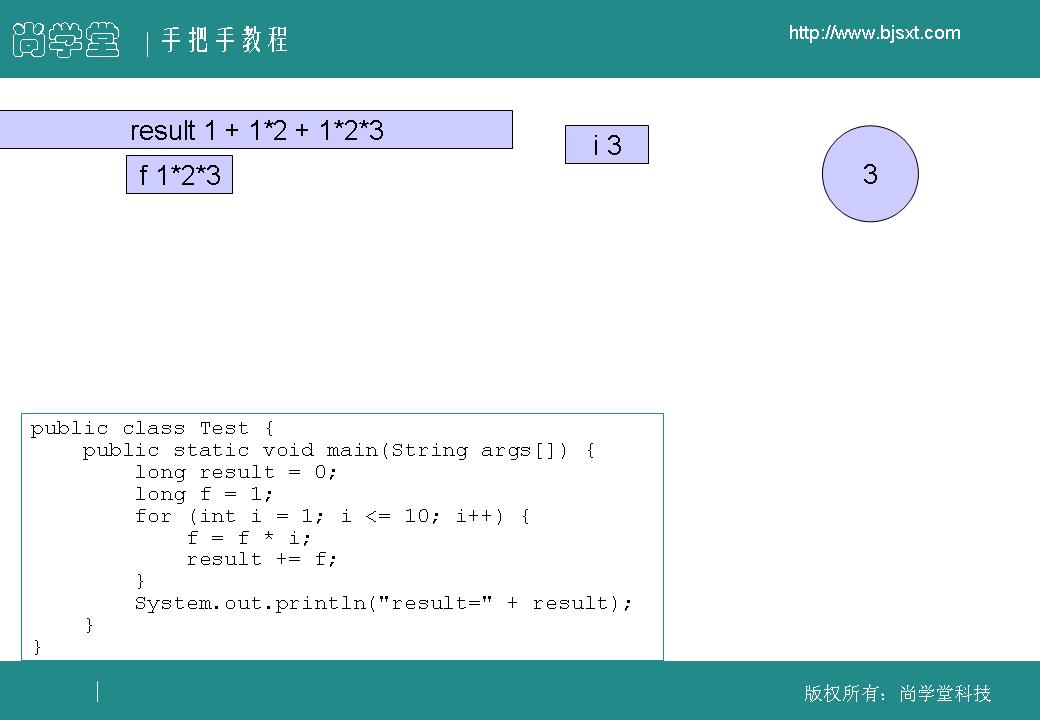 尚学堂 手把手教程
http://www.bjsxt.com
result 1 + 1*2 + 1*2*3
i 3
3
f 1*2*3
public class Test {
    public static void main(String args[]) {
        long result = 0;
        long f = 1;
        for (int i = 1; i <= 10; i++) {
            f = f * i;
            result += f;
        }
        System.out.println("result=" + result);
    }
}
版权所有：尚学堂科技